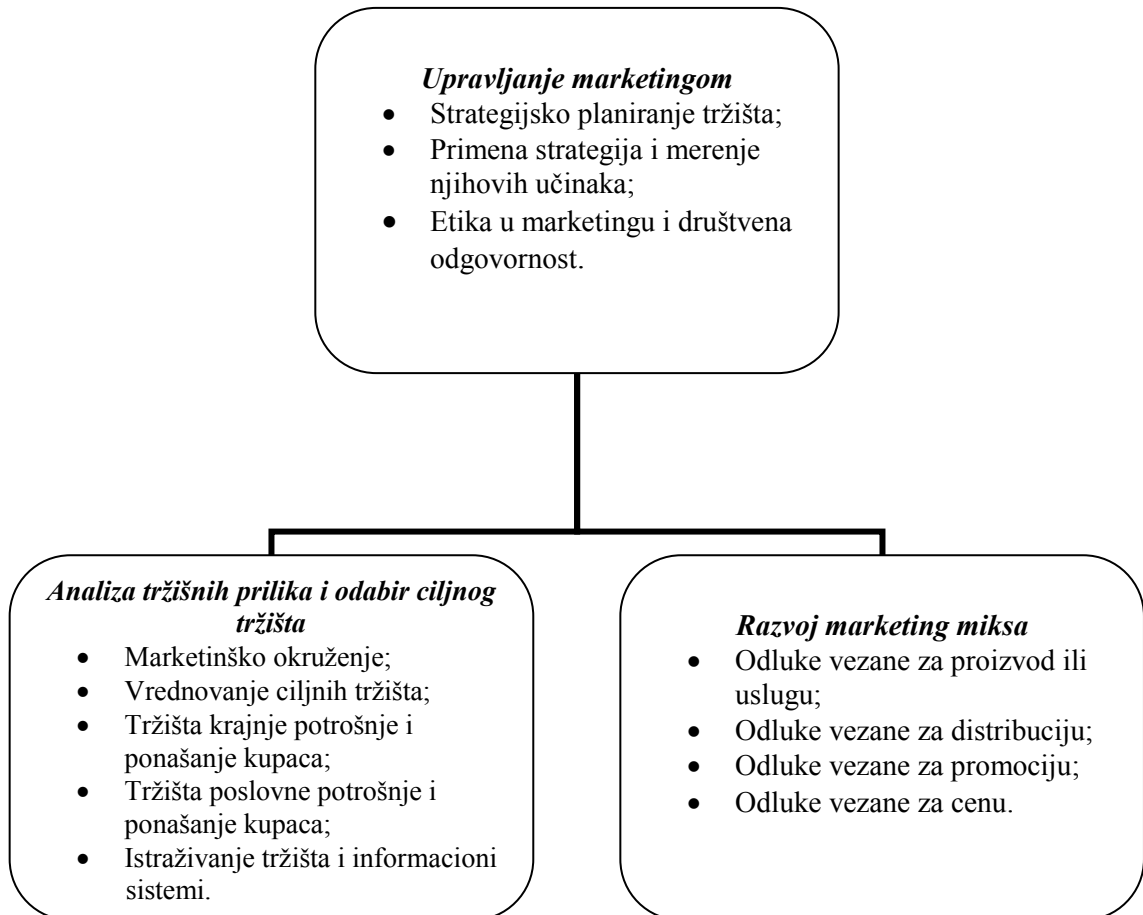 Upravljanje marketingom
• Strategijsko planiranje tržišta;
• Primena strategija i merenje
njihovih učinaka;
• Etika u marketingu i društvena
odgovornost.
Analiza tržišnih prilika i odabir ciljnog
tržišta
• Marketinško okruženje;
• Vrednovanje ciljnih tržišta;
• Tržišta krajnje potrošnje i
ponašanje kupaca;
• Tržišta poslovne potrošnje i
ponašanje kupaca;
• Istraživanje tržišta i informacioni
sistemi.
Razvoj marketing miksa
• Odluke vezane za proizvod ili
uslugu;
• Odluke vezane za distribuciju;
• Odluke vezane za promociju;
• Odluke vezane za cenu.